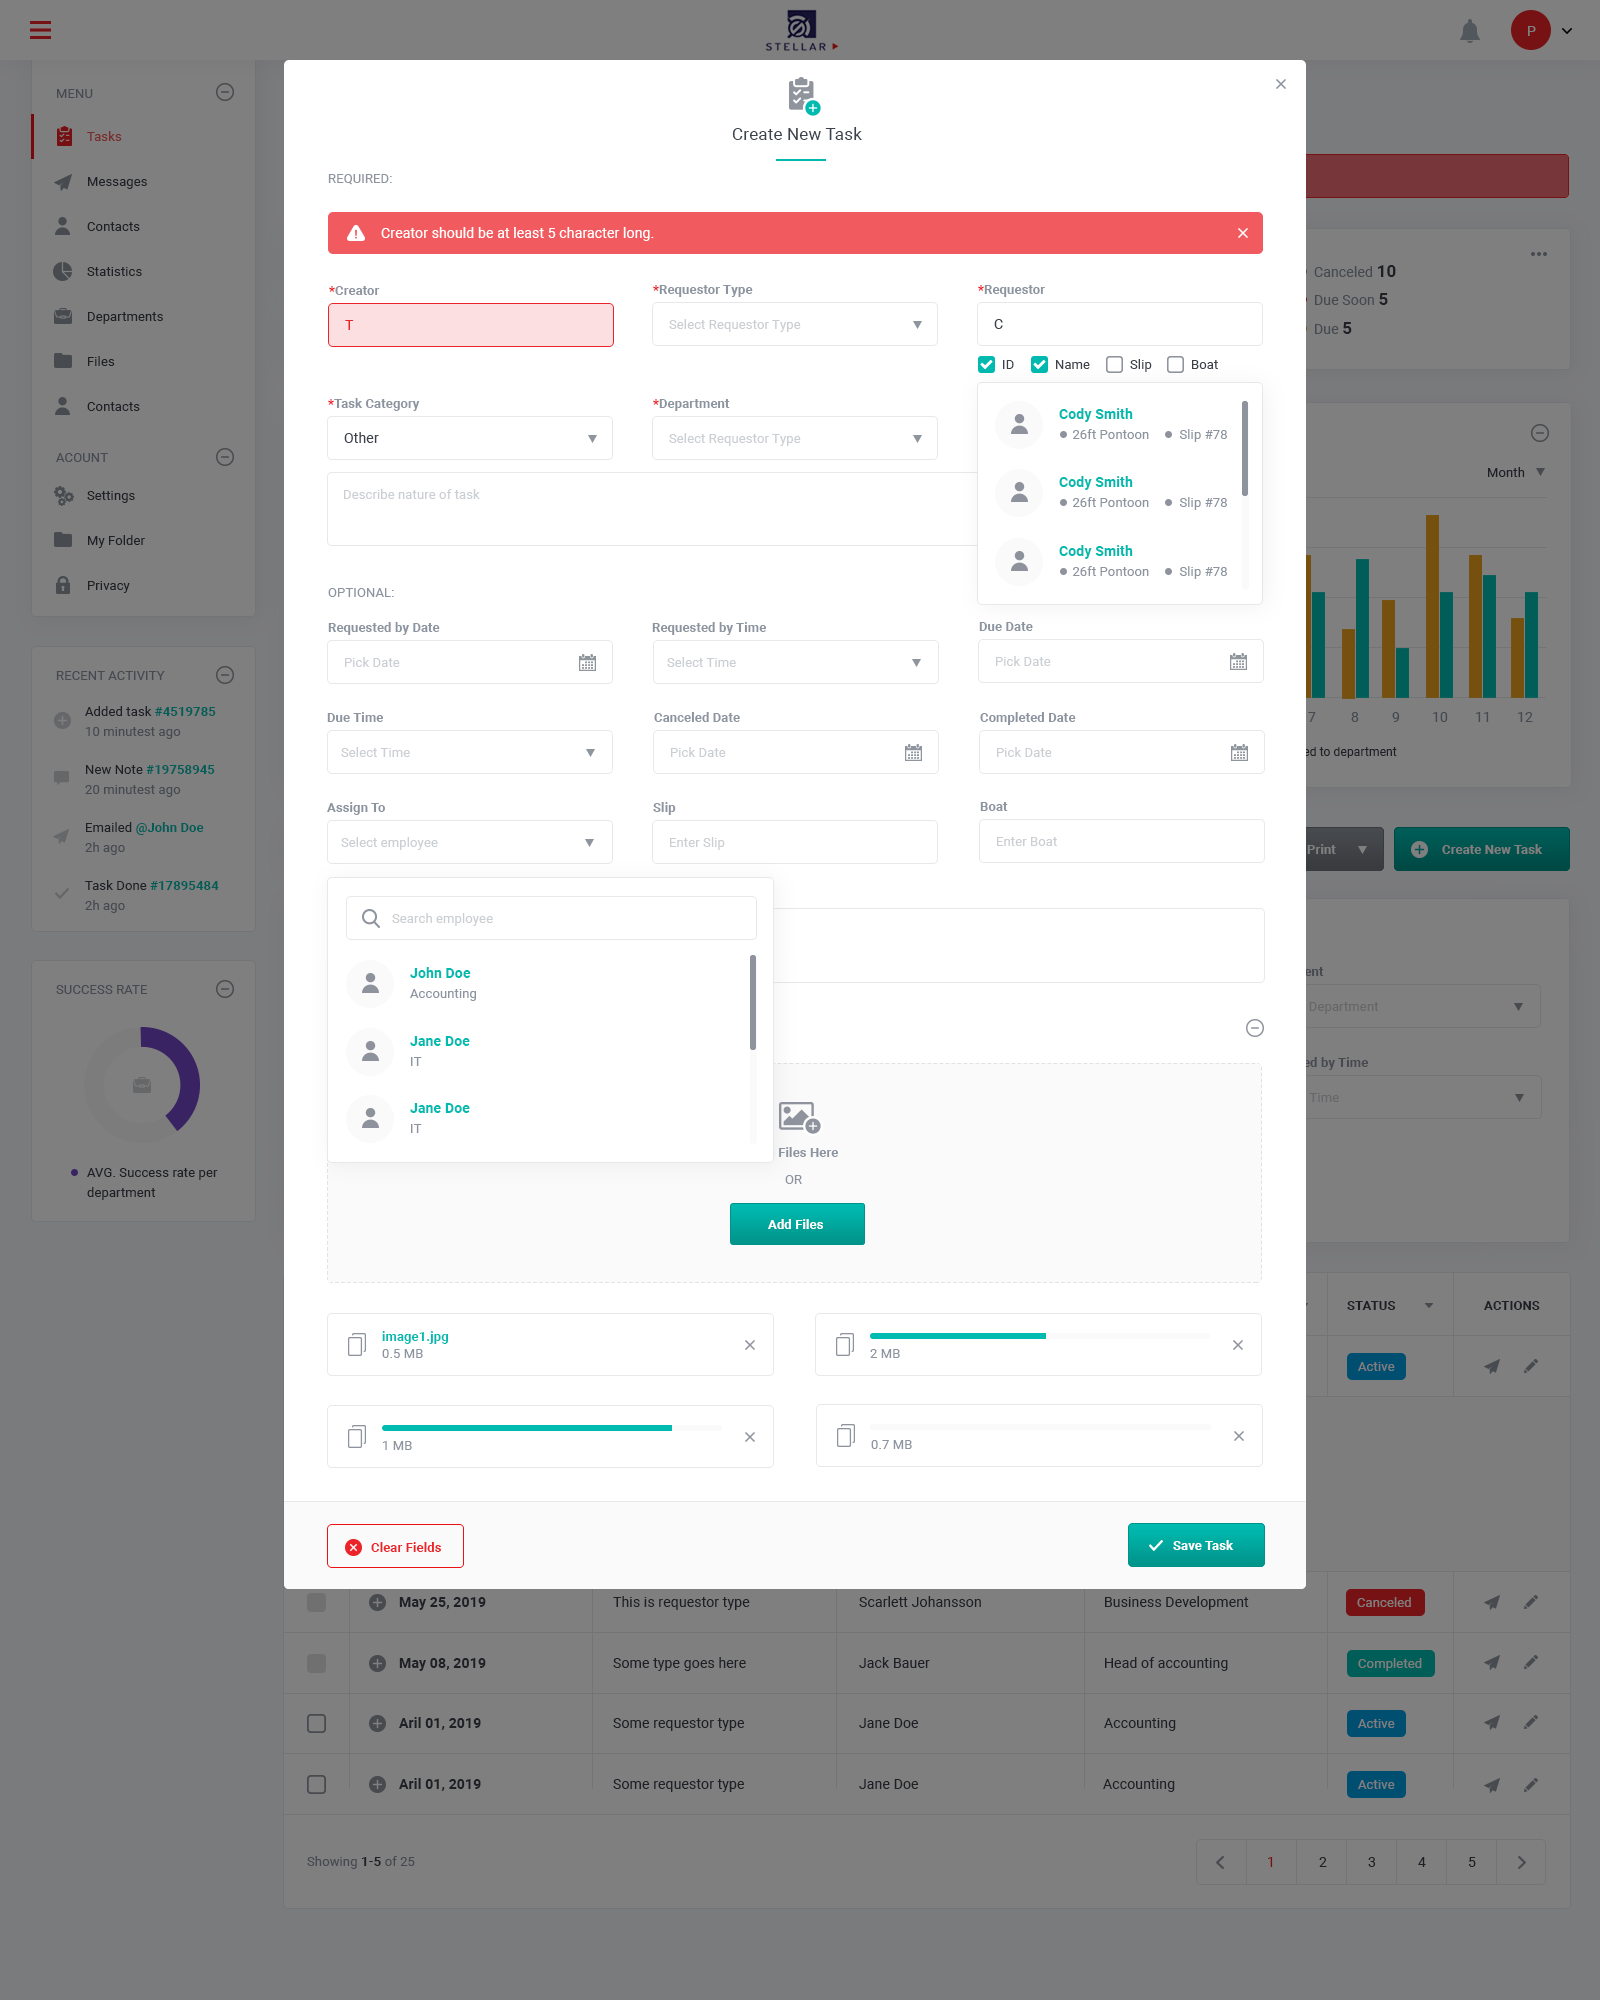 STELLAR
P
MENU
Tasks
Messages
Contacts
Statistics
Departments
Files
Contacts
ACOUNT
Settings
My Folder
Privacy
RECENT ACTIVITY
Added task #4519785
10 minutest ago
New Note #19758945
20 minutest ago
Emailed @John Doe
2h ago
Task Done #17895484
2h ago
SUCCESS RATE
AVG. Success rate per
department
Create New Task
REQUIRED:
Creator should be at least 5 character long.
*Creator
T
*Requestor Type
Select Requestor Type
*Requestor
C
ID
Name
Slip
Boat
*Task Category
Other
*Department
Select Requestor Type
Describe nature of task
Cody Smith
26ft Pontoon
Slip #78
Cody Smith
26ft Pontoon
Slip #78
Cody Smith
26ft Pontoon
Slip #78
OPTIONAL:
Requested by Date
Pick Date
Requested by Time
Select Time
Due Date
Pick Date
Due Time
Select Time
Canceled Date
Pick Date
Completed Date
Pick Date
Assign To
Select employee
Slip
Enter Slip
Boat
Enter Boat
Search employee
John Doe
Accounting
Jane Doe
IT
Jane Doe
IT
Files Here
OR
Add Files
image1.jpg
0.5 MB
2 MB
1 MB
0.7 MB
Clear Fields
Save Task
Canceled 10
Due Soon 5
Due 5
Month
7 8 9 10 11 12
ed to department
Print
Create New Task
ent
Department
ed by Time
Time
STATUS
ACTIONS
Active
May 25, 2019 This is requestor type Scarlett Johansson Business Development Canceled
May 08, 2019 Some type goes here Jack Bauer Head of accounting Completed
Aril 01, 2019 Some requestor type Jane Doe Accounting Active
Aril 01, 2019 Some requestor type Jane Doe Accounting Active
Showing 1-5 of 25
1 2 3 4 5